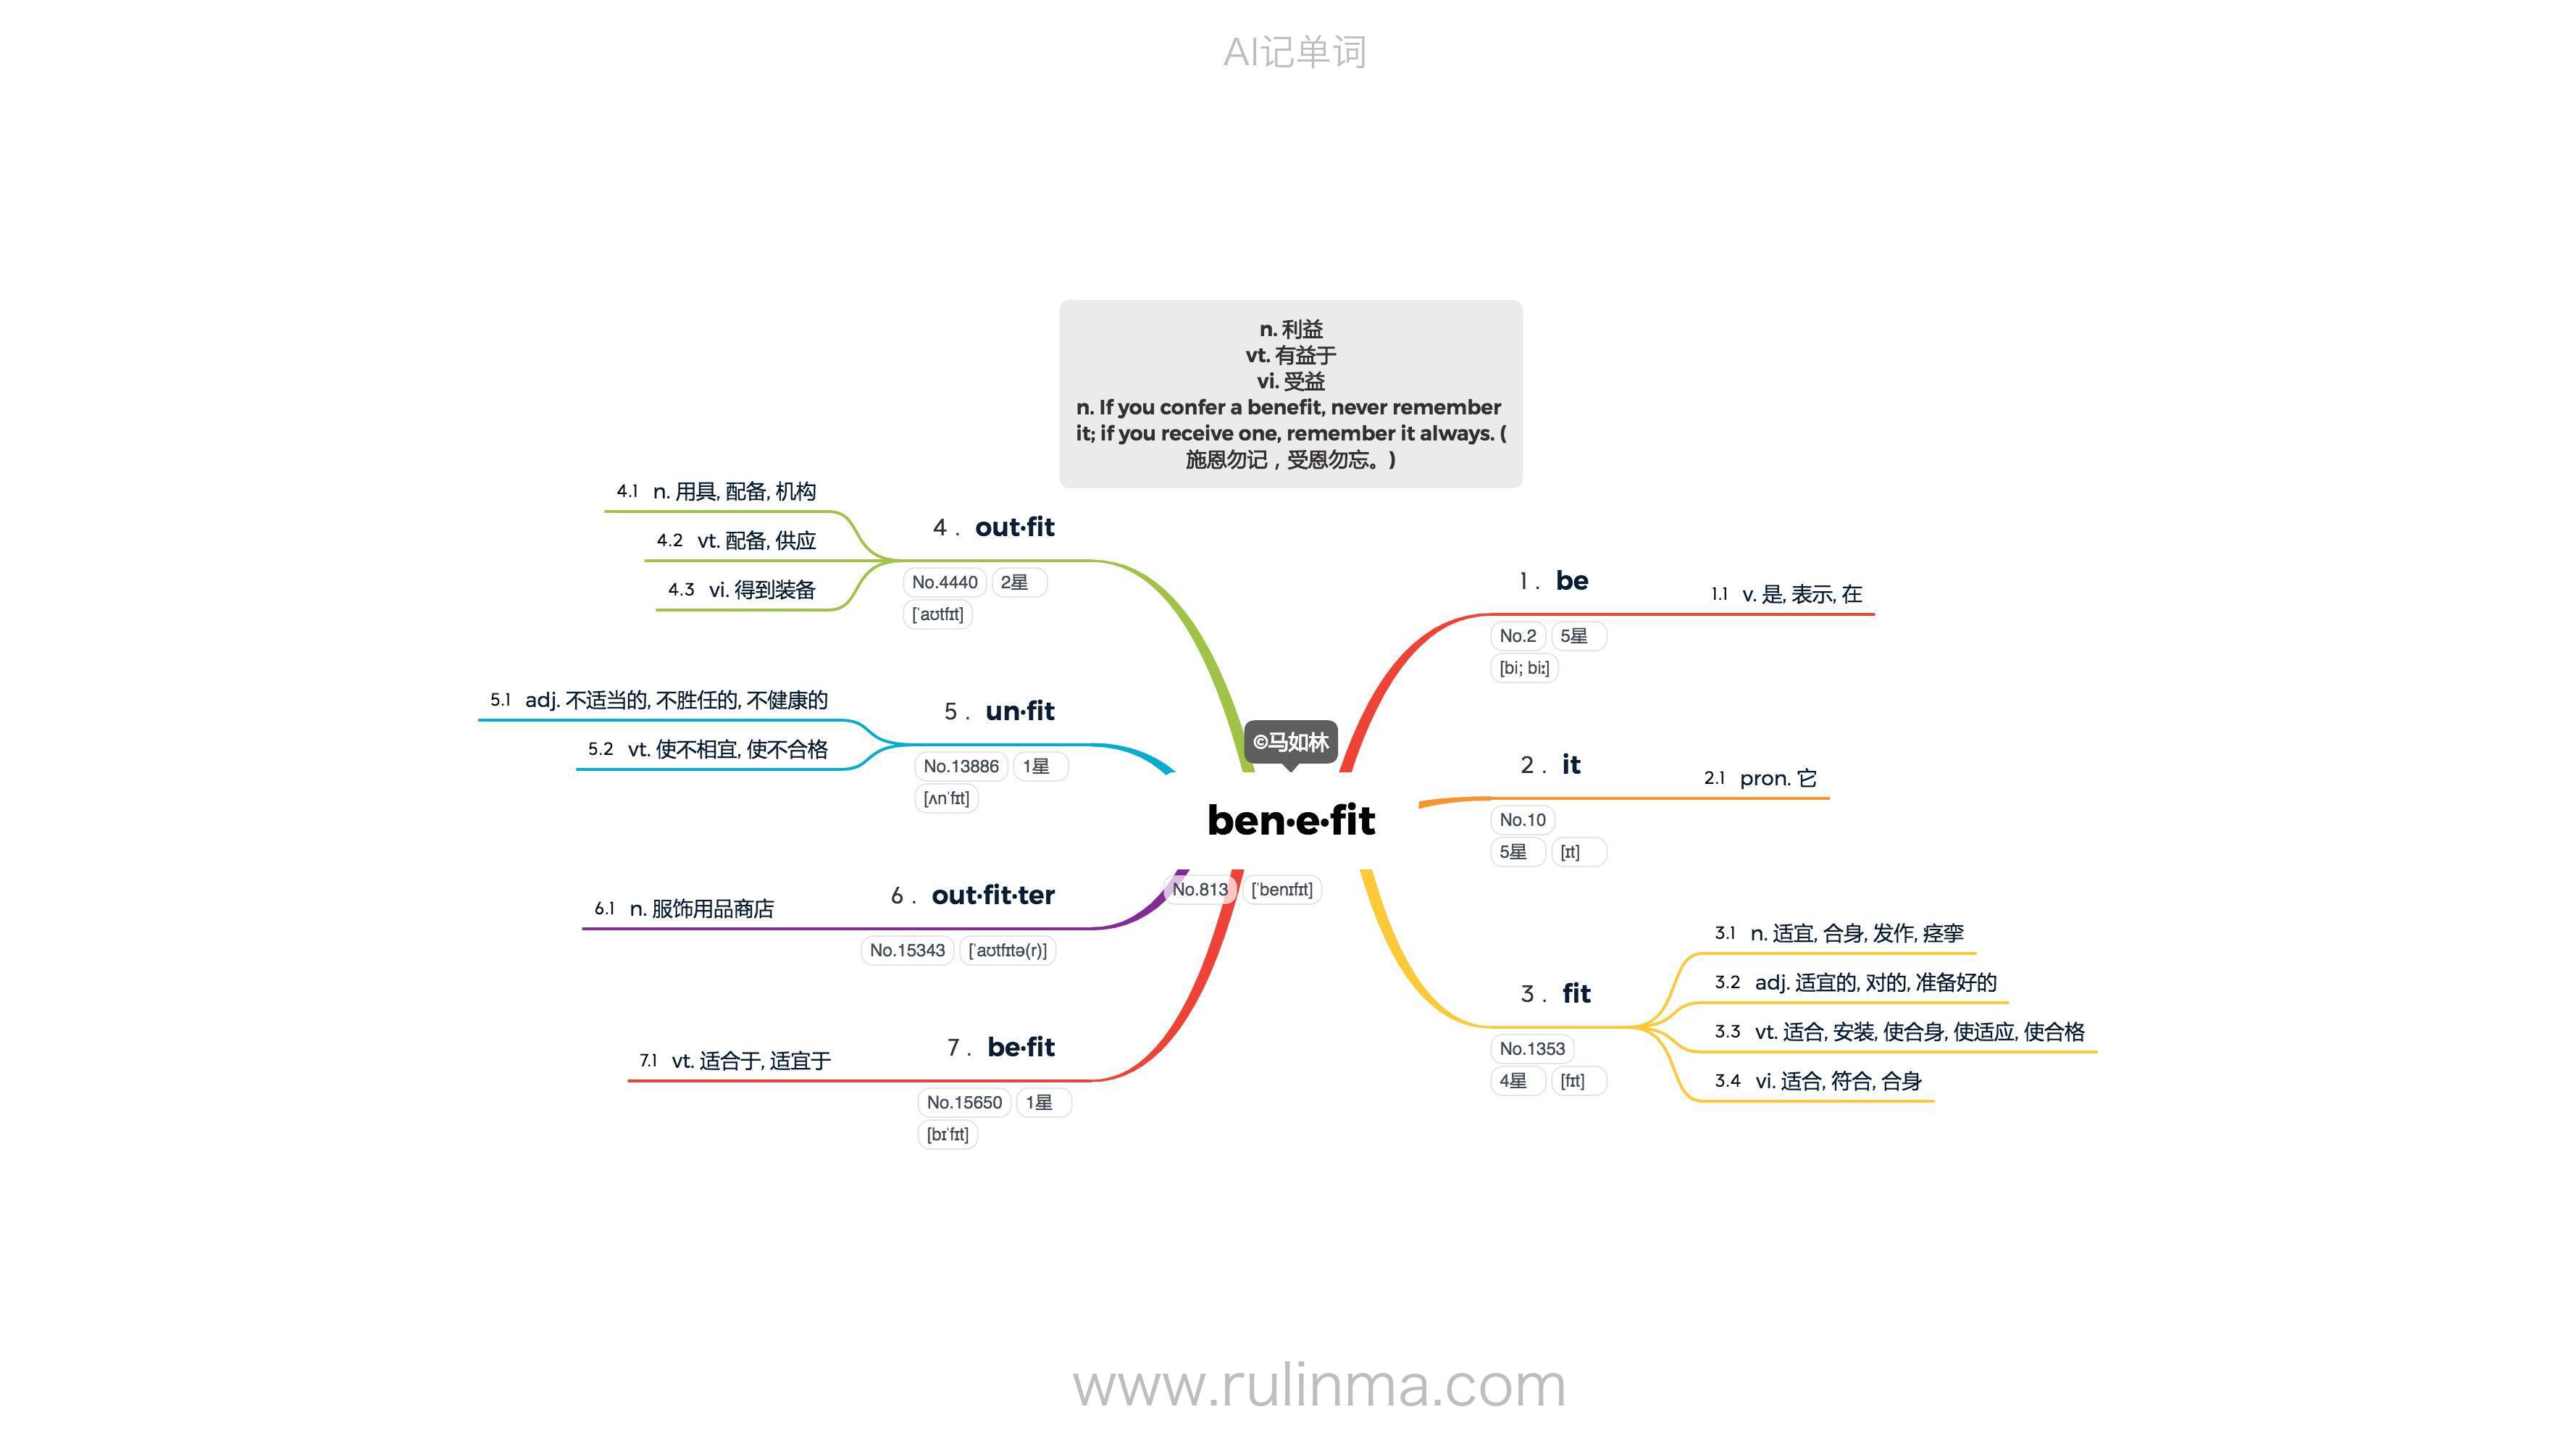 AI记单词
n. 利益
vt. 有益于
vi. 受益
n. If you confer a benefit, never remember
it; if you receive one, remember it always. (
施恩勿记，受恩勿忘。)
©马如林
ben·e·fit
No.813 [ˈbenɪfɪt]
1 . be
No.2 5星
[bi; biː]
1.1 v. 是, 表示, 在
2 . it
No.10
5星 [ɪt]
2.1 pron. 它
3 . fit
No.1353
4星 [fɪt]
3.1 n. 适宜, 合身, 发作, 痉挛
3.2 adj. 适宜的, 对的, 准备好的
3.3 vt. 适合, 安装, 使合身, 使适应, 使合格
3.4 vi. 适合, 符合, 合身
4 . out·fit
No.4440 2星
[ˈaʊtfɪt]
4.1 n. 用具, 配备, 机构
4.2 vt. 配备, 供应
4.3 vi. 得到装备
5 . un·fit
No.13886 1星
[ʌnˈfɪt]
5.1 adj. 不适当的, 不胜任的, 不健康的
5.2 vt. 使不相宜, 使不合格
6 . out·fit·ter
No.15343 [ˈaʊtfɪtə(r)]
6.1 n. 服饰用品商店
7 . be·fit
No.15650 1星
[bɪˈfɪt]
7.1 vt. 适合于, 适宜于
www.rulinma.com